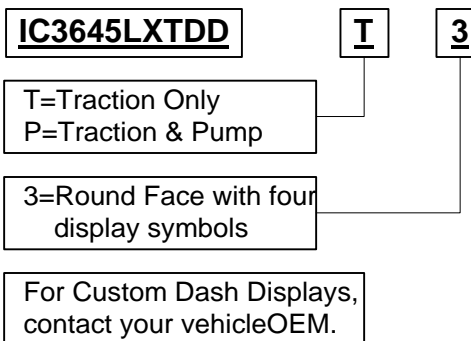 IC3645LXTDD T 3
T=Traction Only
P=Traction & Pump
3=Round Face with four
display symbols
For Custom Dash Displays,
contact your vehicleOEM.